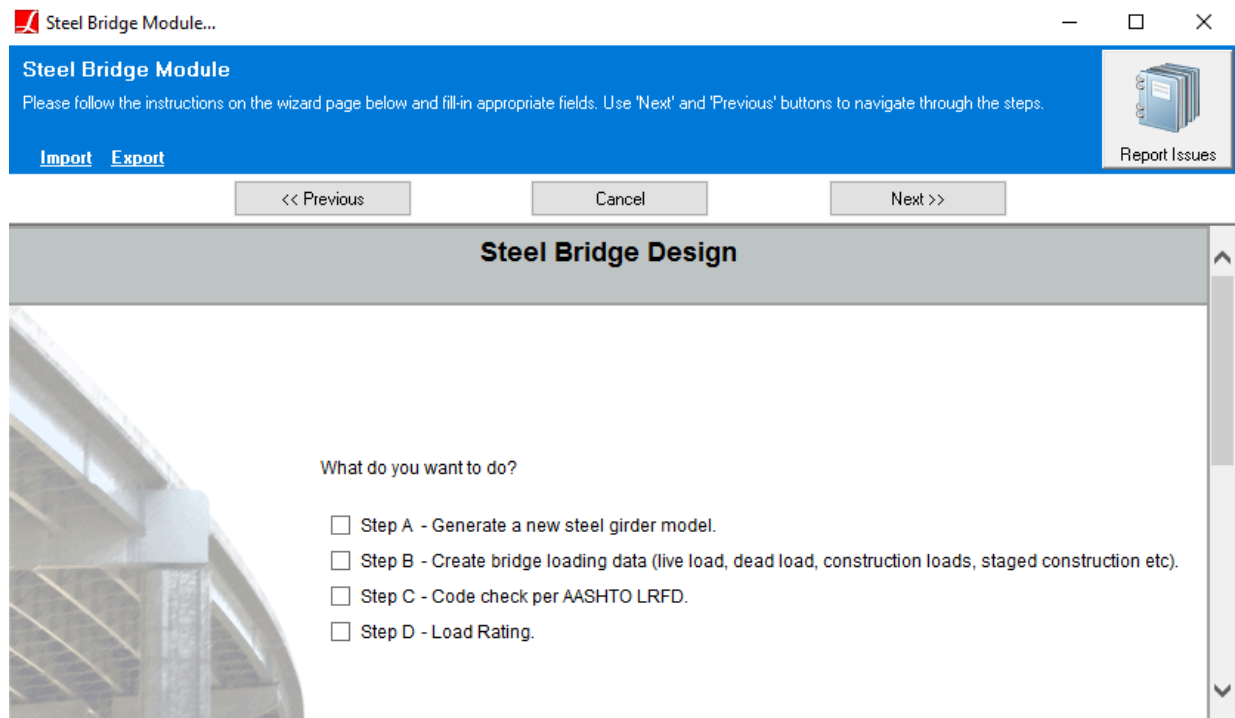 Steel Bridge Module...
Steel Bridge Module
Please follow the instructions on the wizard page below and fill-in appropriate fields. Use 'Next' and 'Previous' buttons to navigate through the steps.
Import Export
Report Issues
<< Previous
Cancel
Next >>
Steel Bridge Design
What do you want to do?
Step A - Generate a new steel girder model.
Step B - Create bridge loading data (live load, dead load, construction loads, staged construction etc).
Step C - Code check per AASHTO LRFD.
Step D - Load Rating.